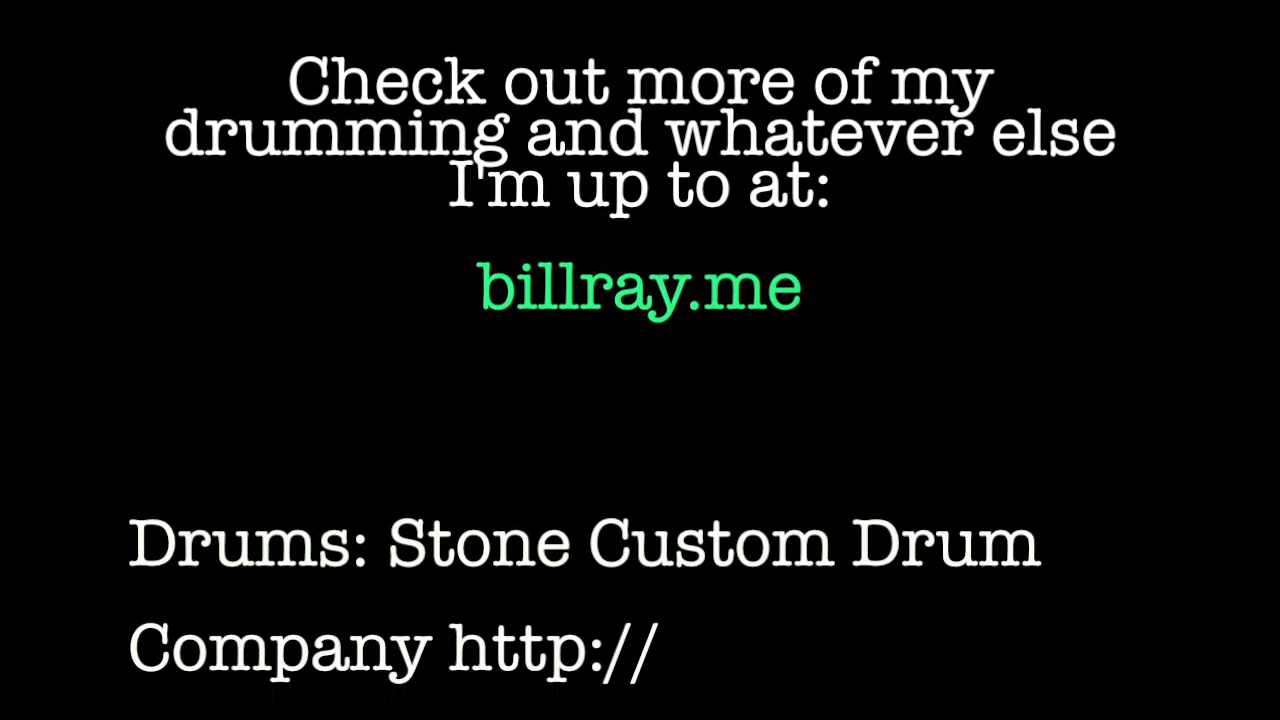 Check out more of my
drumming and whatever else
I'm up to at:
billray.me
Drums: Stone Custom Drum
Company http://